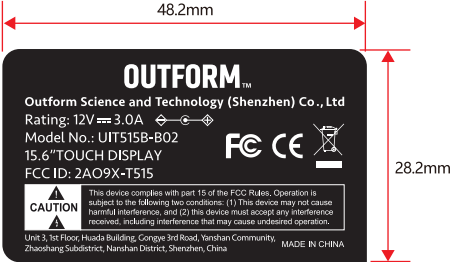 48.2mm
OUTFORM™
Outform Science and Technology (Shenzhen) Co., Ltd
Rating: 12V⎓3.0A
Model No.: UIT515B-B02
15.6"TOUCH DISPLAY
FCC ID: 2AO9X-T515
FC CE
28.2mm
CAUTION
This device complies with part 15 of the FCC Rules. Operation is
subject to the following two conditions: (1) This device may not cause
harmful interference, and (2) this device must accept any interference
received, including interference that may cause undesired operation.
Unit 3, 1st Floor, Huada Building, Gongye 3rd Road, Yanshan Community,
Zhaoshang Subdistrict, Nanshan District, Shenzhen, China
MADE IN CHINA